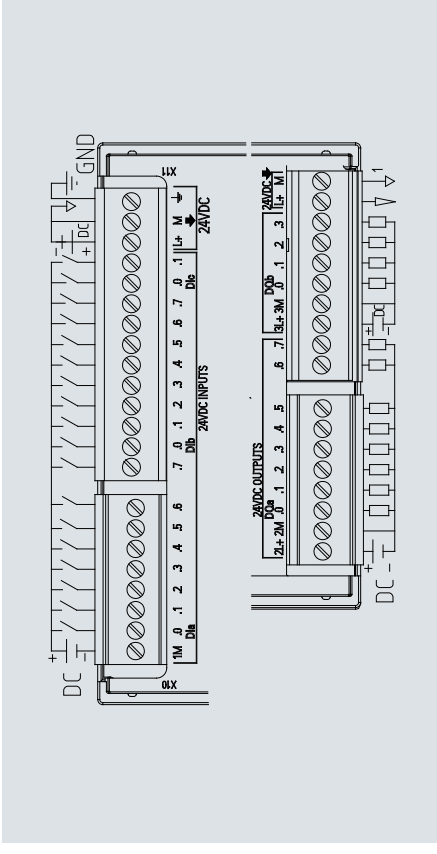 DC + -
+ DC -
GND
X10
X11
1M .0 .1 .2 .3 .4 .5 .6 .7 .0 .1 .2 .3 .4 .5 .6 .7 .0 .1 L+ M
DIa DIb DIc
24VDC INPUTS
24VDC
24VDC OUTPUTS
DQa DQb 24VDC
2L+ 2M .0 .1 .2 .3 .4 .5 .6 .7 3L+ 3M .0 .1 .2 .3 1L+ M
+ DC -
+ DC -
1